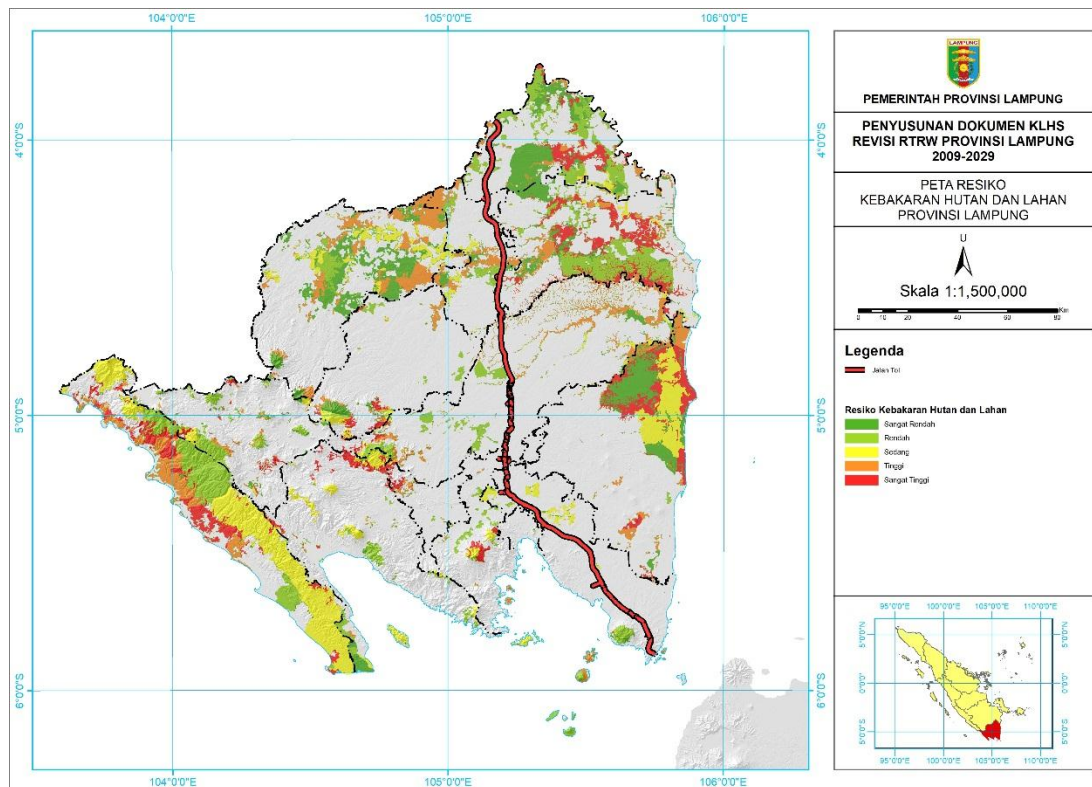 104°0'0"E 105°0'0"E 106°0'0"E
4°0'0"S 4°0'0"S
5°0'0"S 5°0'0"S
6°0'0"S 6°0'0"S
104°0'0"E 105°0'0"E 106°0'0"E
LAMPUNG
PEMERINTAH PROVINSI LAMPUNG
PENYUSUNAN DOKUMEN KLHS
REVISI RTRW PROVINSI LAMPUNG
2009-2029
PETA RESIKO
KEBAKARAN HUTAN DAN LAHAN
PROVINSI LAMPUNG
U
Skala 1:1,500,000
Km
0 10 20 40 60 80
Legenda
Jalan Tol
Resiko Kebakaran Hutan dan Lahan
Sangat Rendah
Rendah
Sedang
Tinggi
Sangat Tinggi
95°0'0"E 100°0'0"E 105°0'0"E 110°0'0"E
5°0'0"N 5°0'0"N
0°0'0" 0°0'0"
5°0'0"S 5°0'0"S
95°0'0"E 100°0'0"E 105°0'0"E 110°0'0"E